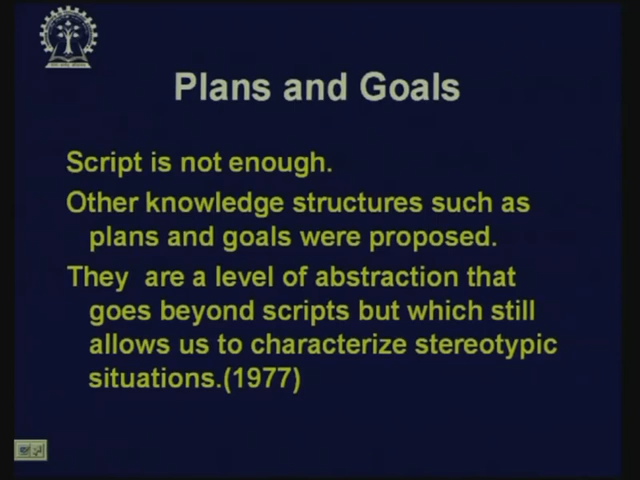 Plans and Goals
Script is not enough.
Other knowledge structures such as
plans and goals were proposed.
They are a level of abstraction that
goes beyond scripts but which still
allows us to characterize stereotypic
situations.(1977)